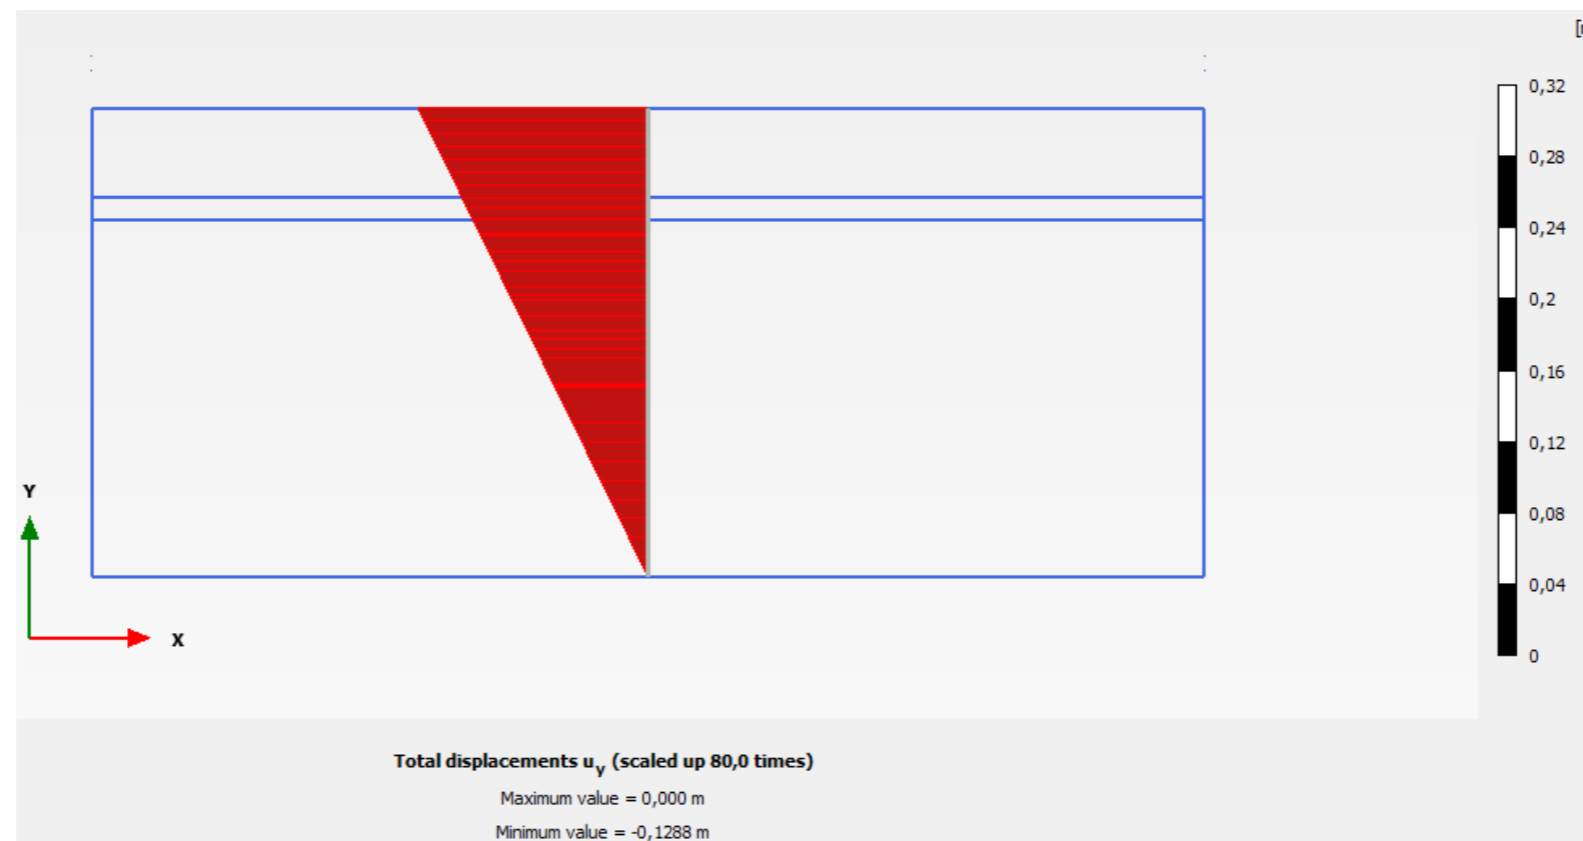 0,32
0,28
0,24
0,2
0,16
0,12
0,08
0,04
0
Y
X
Total displacements uy (scaled up 80,0 times)
Maximum value = 0,000 m
Minimum value = -0,1288 m